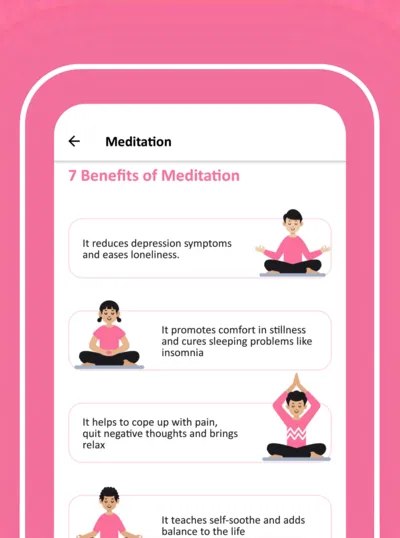 Meditation
7 Benefits of Meditation
It reduces depression symptoms
and eases loneliness.
It promotes comfort in stillness
and cures sleeping problems like
insomnia
It helps to cope up with pain,
quit negative thoughts and brings
relax
It teaches self-soothe and adds
balance to the life